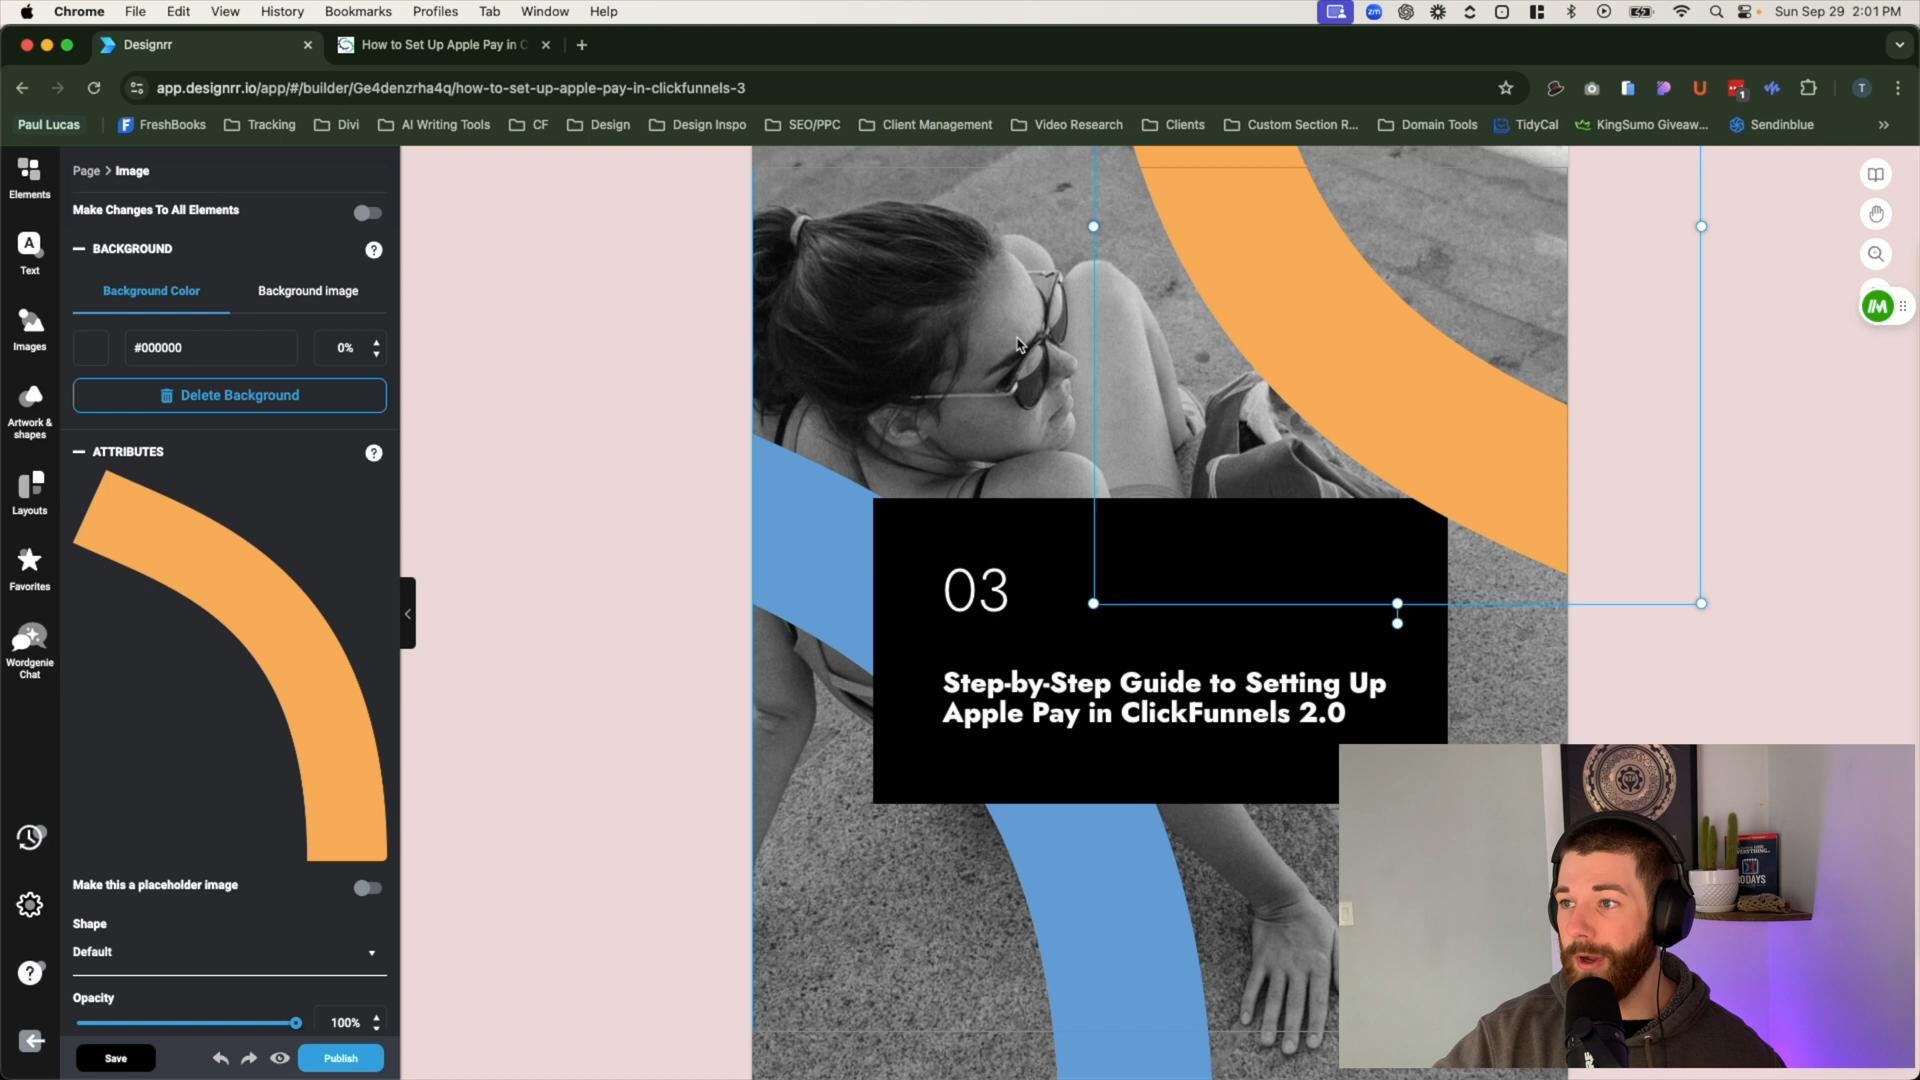 Chrome File Edit View History Bookmarks Profiles Tab Window Help
zm
Sun Sep 29 2:01 PM
Designrr
How to Set Up Apple Pay in C
app.designrr.io/app/#/builder/Ge4denzrha4q/how-to-set-up-apple-pay-in-clickfunnels-3
U
1
T
Paul Lucas
FreshBooks
Tracking
Divi
AI Writing Tools
CF
Design
Design Inspo
SEO/PPC
Client Management
Video Research
Clients
Custom Section R...
Domain Tools
TidyCal
KingSumo Giveaw...
Sendinblue
Elements
Text
Images
Artwork &
shapes
Layouts
Favorites
Wordgenie
Chat
Page > Image
Make Changes To All Elements
BACKGROUND
?
Background Color
Background image
#000000
0%
Delete Background
ATTRIBUTES
?
Make this a placeholder image
Shape
Default
Opacity
100%
Save
Publish
03
Step-by-Step Guide to Setting Up
Apple Pay in ClickFunnels 2.0